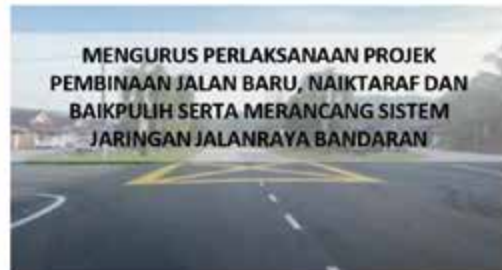 MENGURUS PERLAKSANAAN PROJEK
PEMBINAAN JALAN BARU, NAIKTARAF DAN
BAIKPULIH SERTA MERANCANG SISTEM
JARINGAN JALANRAYA BANDARAN